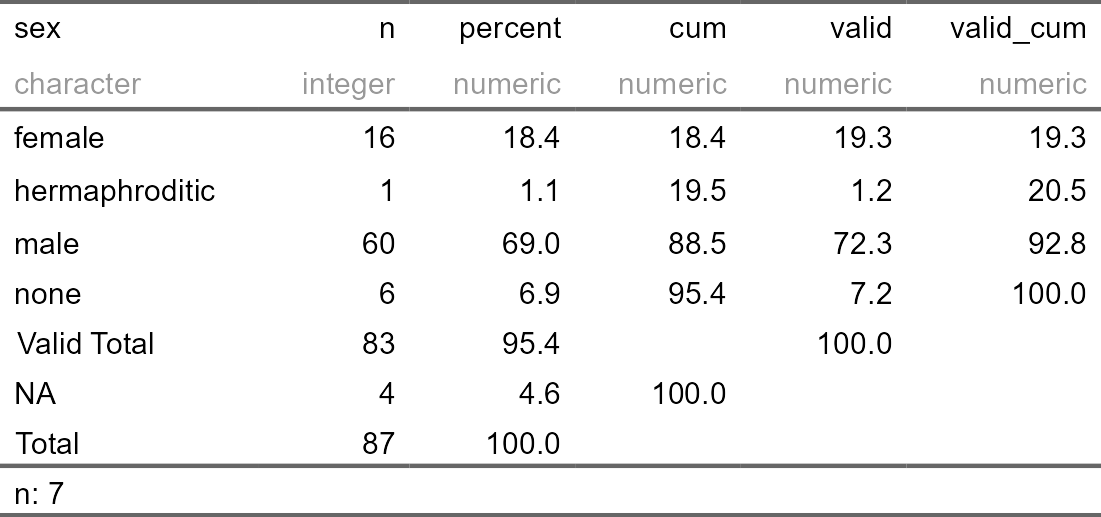 sex n percent cum valid valid_cum
character integer numeric numeric numeric numeric
female 16 18.4 18.4 19.3 19.3
hermaphroditic 1 1.1 19.5 1.2 20.5
male 60 69.0 88.5 72.3 92.8
none 6 6.9 95.4 7.2 100.0
Valid Total 83 95.4 100.0
NA 4 4.6 100.0
Total 87 100.0
n: 7